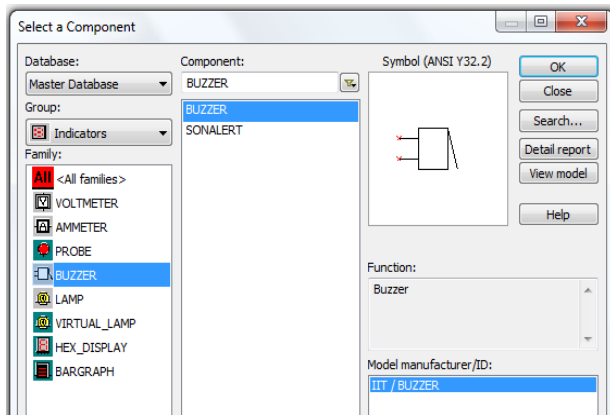 Select a Component
Database:
Master Database
Group:
Indicators
Family:
All <All families>
V VOLTMETER
A AMMETER
PROBE
BUZZER
LAMP
VIRTUAL_LAMP
HEX_DISPLAY
BARGRAPH
Component:
BUZZER
BUZZER
SONALERT
Symbol (ANSI Y32.2)
Function:
Buzzer
Model manufacturer/ID:
IIT / BUZZER
OK
Close
Search...
Detail report
View model
Help